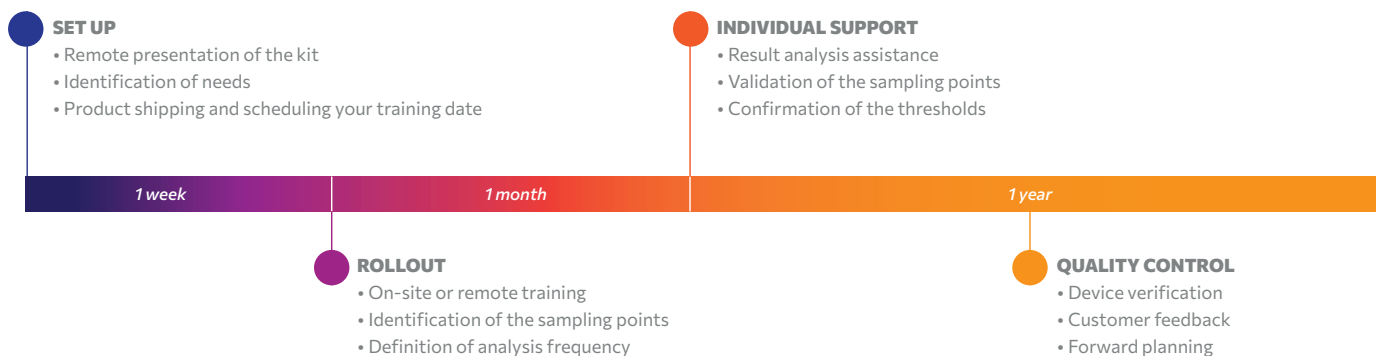 SET UP
• Remote presentation of the kit
• Identification of needs
• Product shipping and scheduling your training date
INDIVIDUAL SUPPORT
• Result analysis assistance
• Validation of the sampling points
• Confirmation of the thresholds
1 week
1 month
1 year
ROLLOUT
• On-site or remote training
• Identification of the sampling points
• Definition of analysis frequency
QUALITY CONTROL
• Device verification
• Customer feedback
• Forward planning